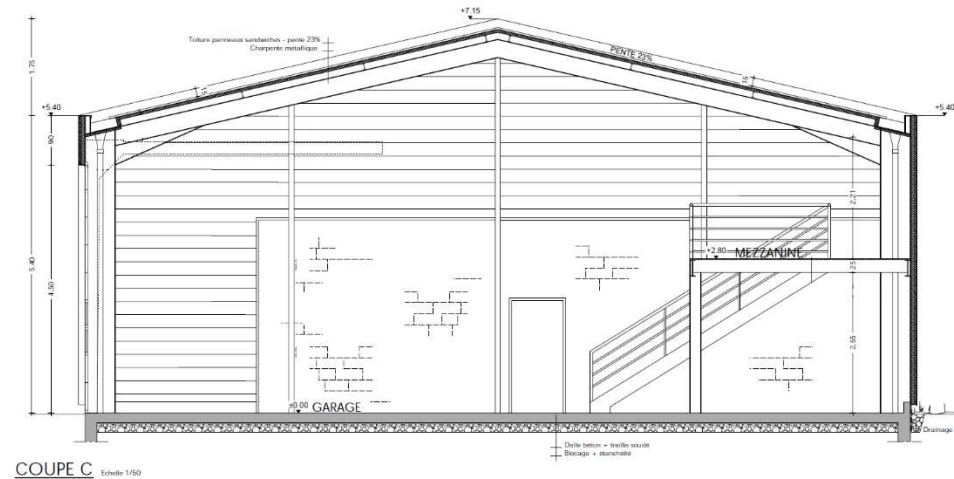 +7.15
Toiture panneaux sandwiches - pente 23%
Charpente métallique
PENTE 23%
15
15
1.75
+5.40
+5.40
90
2.21
+2.80
MEZZANINE
25
5.40
4.50
2.55
±0.00 GARAGE
Drainage
Dalle béton + treillis soudé
Blocage + étanchéité
COUPE C Echelle 1/50